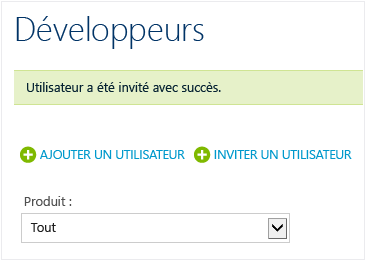 Développeurs
Utilisateur a été invité avec succès.
AJOUTER UN UTILISATEUR INVITER UN UTILISATEUR
Produit :
Tout